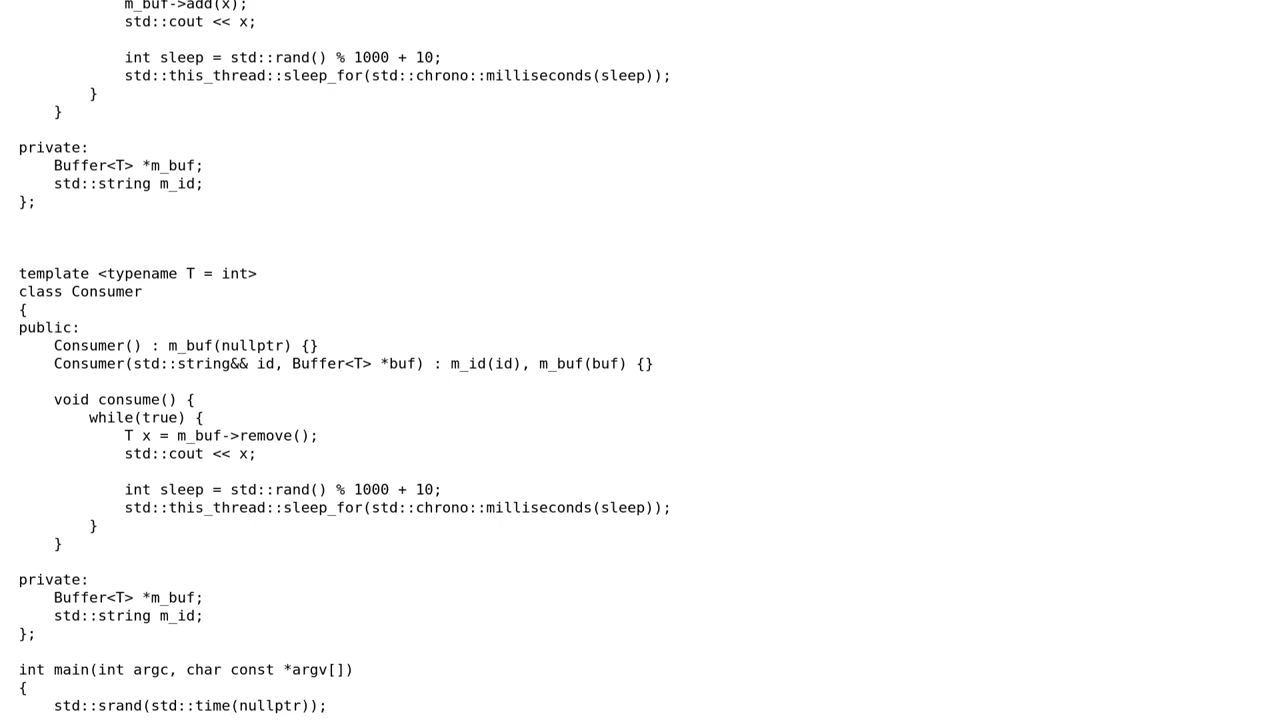 m_buf->add(x);
std::cout << x;
int sleep = std::rand() % 1000 + 10;
std::this_thread::sleep_for(std::chrono::milliseconds(sleep));
}
}
private:
Buffer<T> *m_buf;
std::string m_id;
};
template <typename T = int>
class Consumer
{
public:
Consumer() : m_buf(nullptr) {}
Consumer(std::string&& id, Buffer<T> *buf) : m_id(id), m_buf(buf) {}
void consume() {
while(true) {
T x = m_buf->remove();
std::cout << x;
int sleep = std::rand() % 1000 + 10;
std::this_thread::sleep_for(std::chrono::milliseconds(sleep));
}
}
private:
Buffer<T> *m_buf;
std::string m_id;
};
int main(int argc, char const *argv[])
{
std::srand(std::time(nullptr));